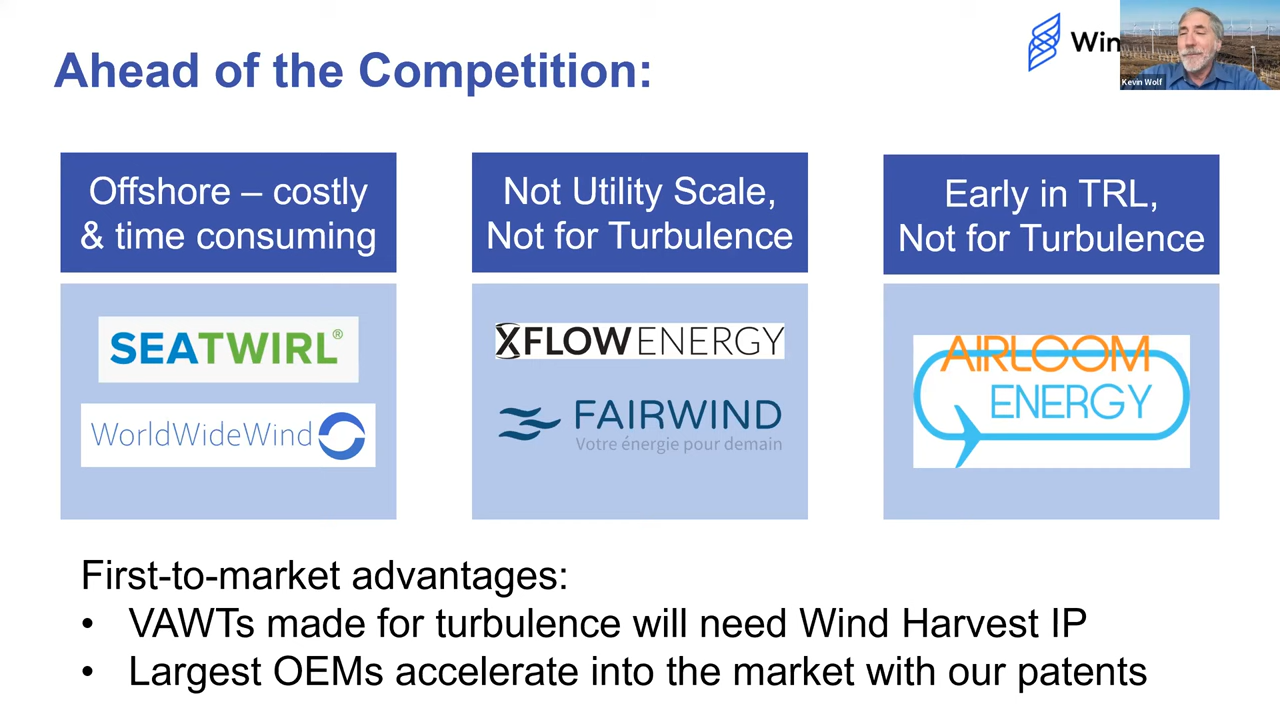 Ahead of the Competition:
Win
Kevin Wolf
Offshore – costly
& time consuming
Not Utility Scale,
Not for Turbulence
Early in TRL,
Not for Turbulence
SEATWIRL®
WorldWideWind
XFLOWENERGY
FAIRWIND
Votre énergie pour demain
AIRLOOM
ENERGY
First-to-market advantages:
• VAWTs made for turbulence will need Wind Harvest IP
• Largest OEMs accelerate into the market with our patents